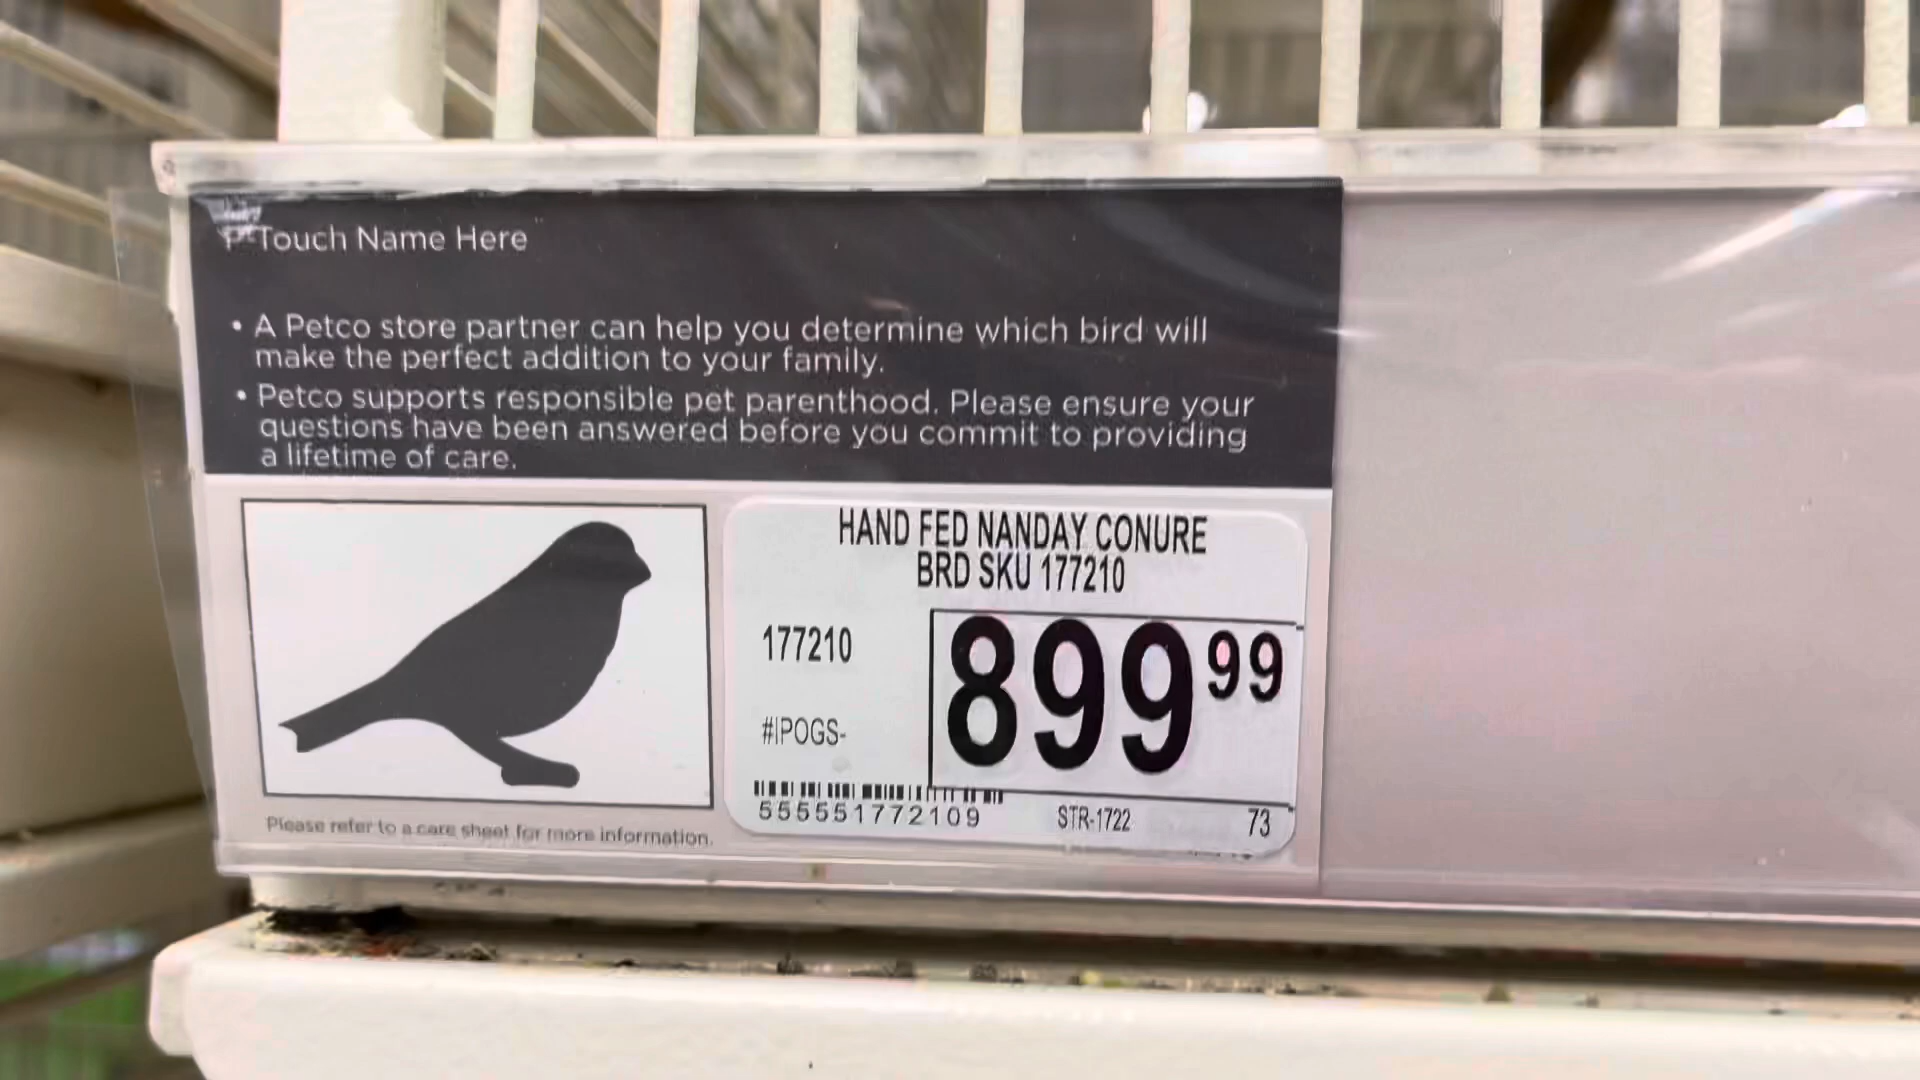 Touch Name Here
• A Petco store partner can help you determine which bird will
make the perfect addition to your family.
• Petco supports responsible pet parenthood. Please ensure your
questions have been answered before you commit to providing
a lifetime of care.
HAND FED NANDAY CONURE
BRD SKU 177210
177210
899 99
#IPOGS-
555551772109
STR-1722
73
Please refer to a care sheet for more information.